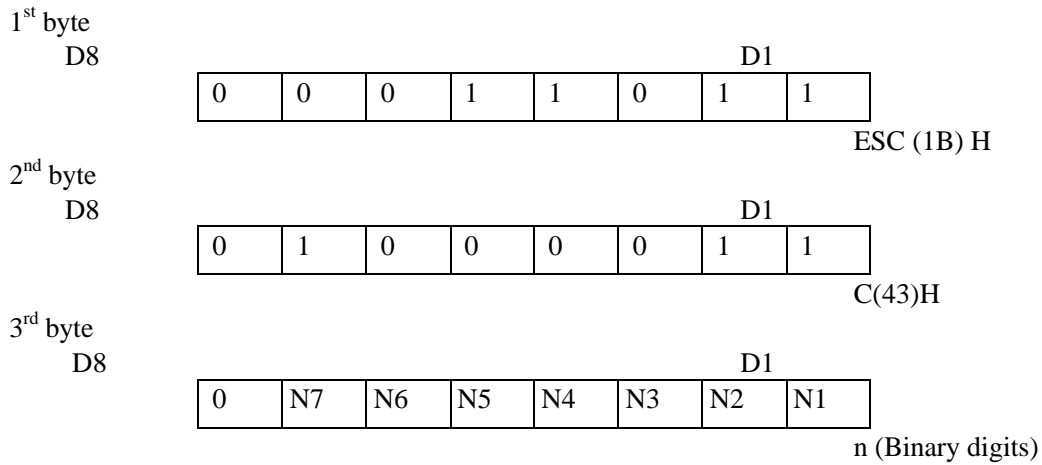 1st byte
D8 D1
0 0 0 1 1 0 1 1
ESC (1B) H
2nd byte
D8 D1
0 1 0 0 0 0 1 1
C(43)H
3rd byte
D8 D1
0 N7 N6 N5 N4 N3 N2 N1
n (Binary digits)